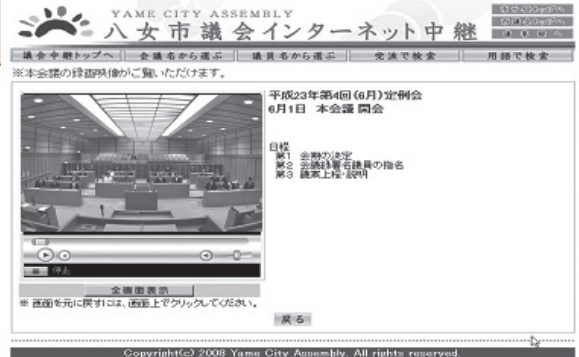 YAME CITY ASSEMBLY
八女市議会インターネット中継
議会中継トップへ 会議名から選ぶ 議員名から選ぶ 発派で検索 用語で検索
※本会議の録画映像がご覧いただけます。
平成23年第4回(6月)定例会
6月1日 本会議 開会
日程
第1 会期の決定
第2 会議録署名議員の指名
第3 議案上程・説明
停止
全画面表示
※ 画面を元に戻すには、画面上でクリックしてください。
戻る
Copyright(c) 2008 Yame City Assembly. All rights reserved.